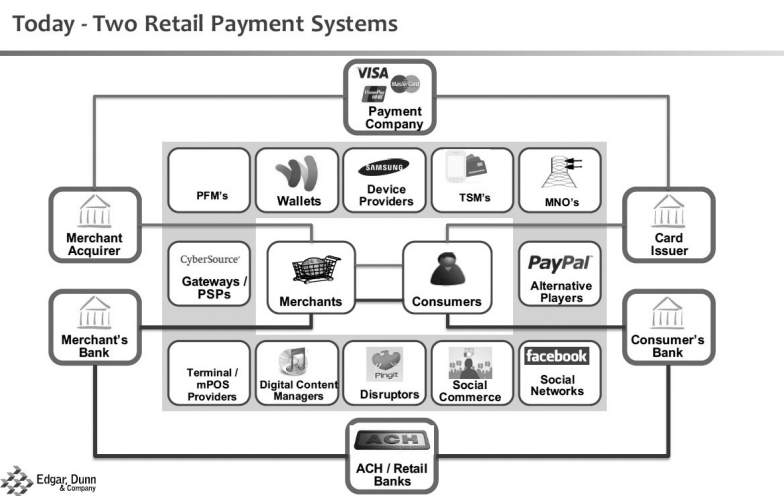 Today - Two Retail Payment Systems
VISA
MasterCard
UnionPay
Payment
Company
PFM's
Wallets
SAMSUNG
Device
Providers
TSM's
MNO's
Merchant
Acquirer
Card
Issuer
CyberSource
Gateways /
PSPs
Merchants
Consumers
PayPal
Alternative
Players
Merchant's
Bank
Consumer's
Bank
Terminal /
mPOS
Providers
Digital Content
Managers
Pingit
Disruptors
Social
Commerce
facebook
Social
Networks
ACH
ACH / Retail
Banks
Edgar, Dunn
& Company